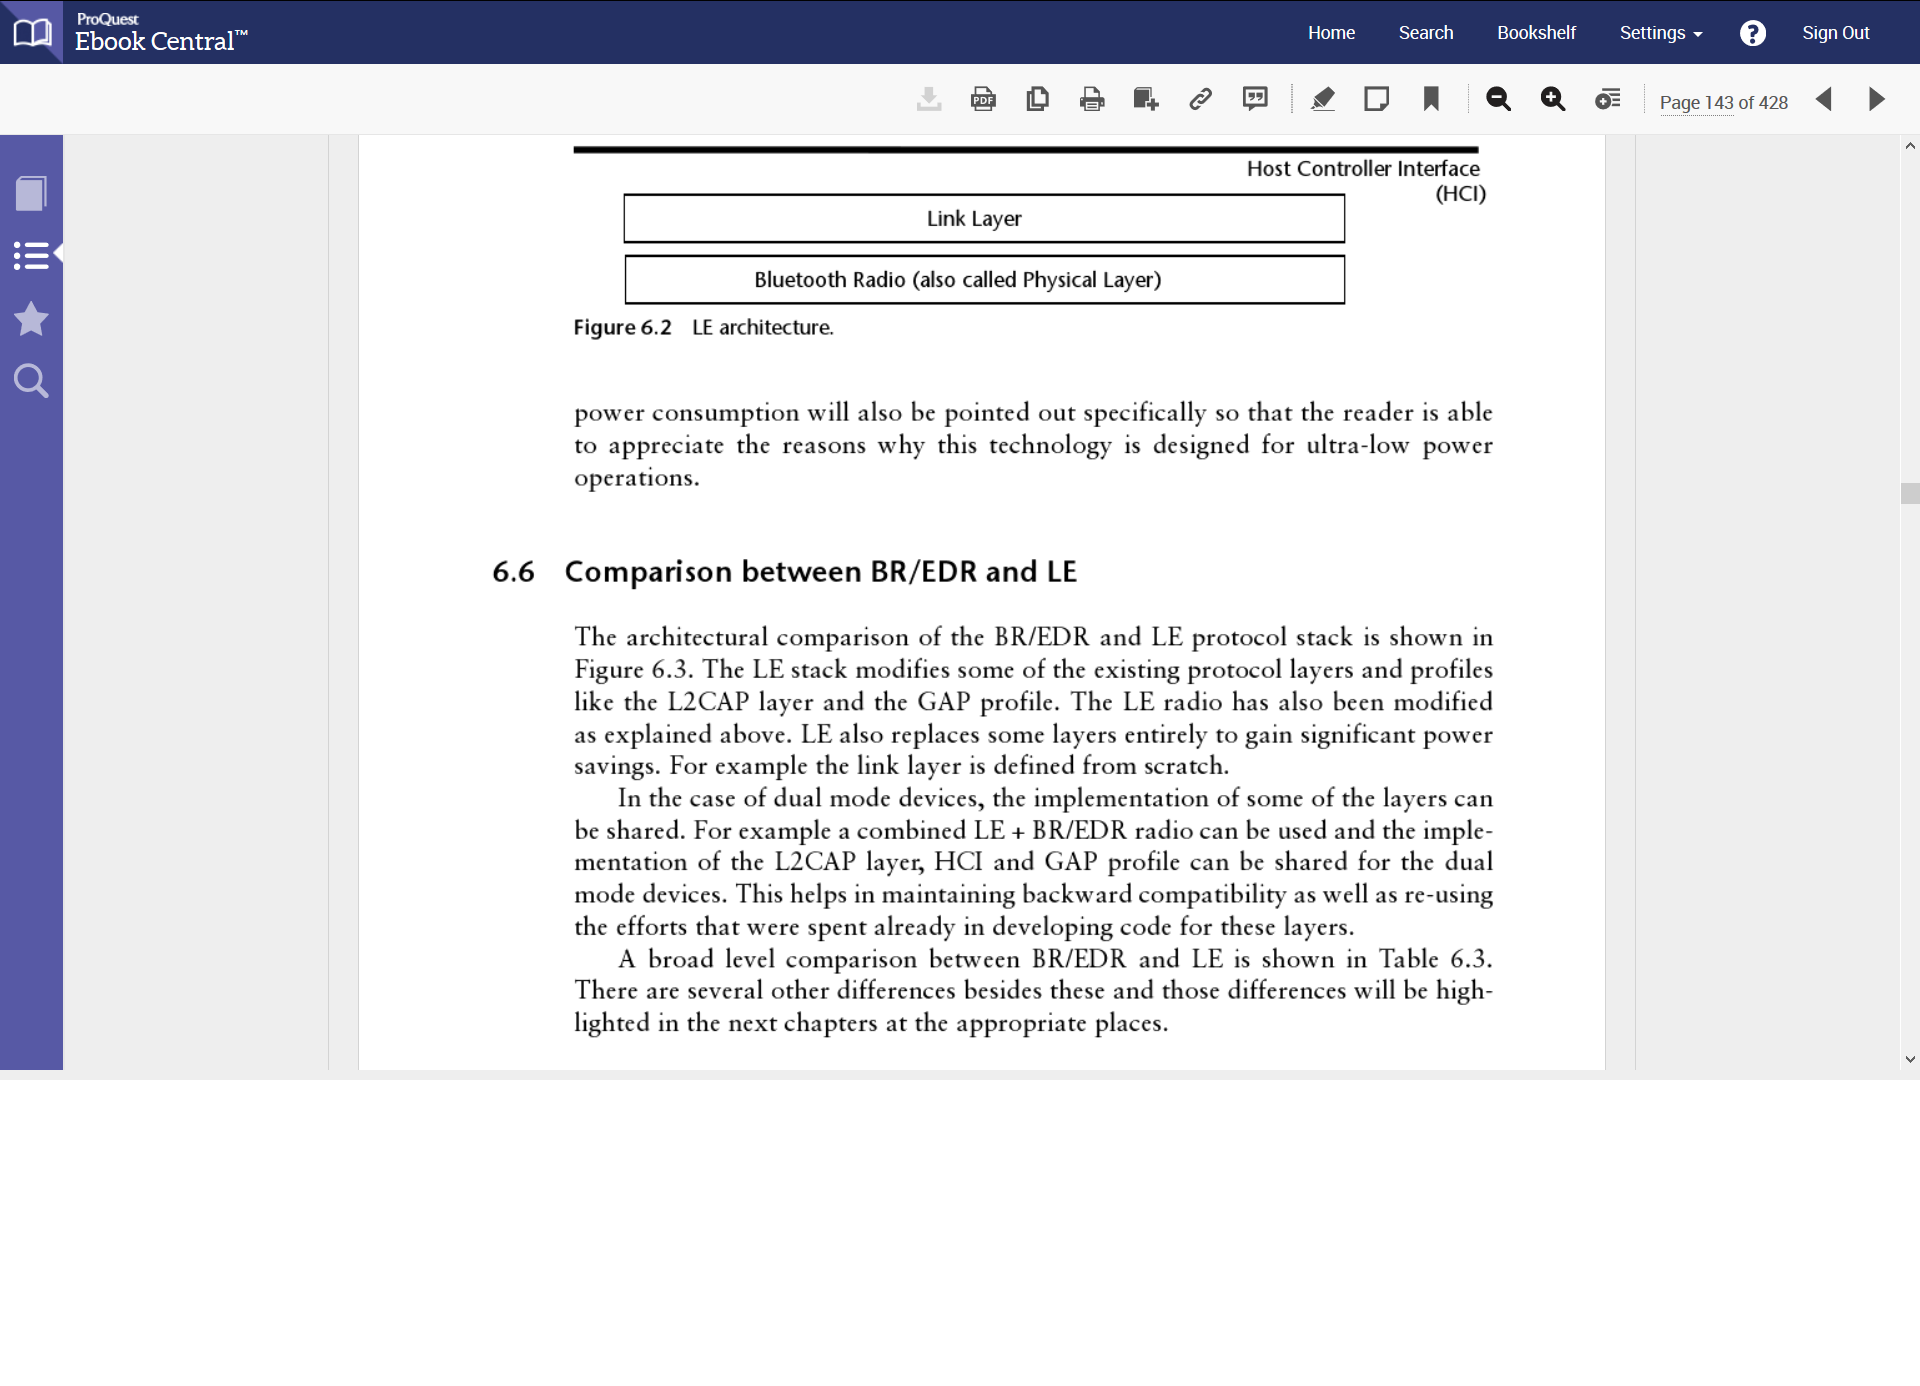 ProQuest
Ebook Central™
Home
Search
Bookshelf
Settings
?
Sign Out
PDF
Page 143 of 428
Host Controller Interface
(HCI)
Link Layer
Bluetooth Radio (also called Physical Layer)
Figure 6.2 LE architecture.
power consumption will also be pointed out specifically so that the reader is able
to appreciate the reasons why this technology is designed for ultra-low power
operations.
6.6 Comparison between BR/EDR and LE
The architectural comparison of the BR/EDR and LE protocol stack is shown in
Figure 6.3. The LE stack modifies some of the existing protocol layers and profiles
like the L2CAP layer and the GAP profile. The LE radio has also been modified
as explained above. LE also replaces some layers entirely to gain significant power
savings. For example the link layer is defined from scratch.
In the case of dual mode devices, the implementation of some of the layers can
be shared. For example a combined LE + BR/EDR radio can be used and the imple-
mentation of the L2CAP layer, HCI and GAP profile can be shared for the dual
mode devices. This helps in maintaining backward compatibility as well as re-using
the efforts that were spent already in developing code for these layers.
A broad level comparison between BR/EDR and LE is shown in Table 6.3.
There are several other differences besides these and those differences will be high-
lighted in the next chapters at the appropriate places.